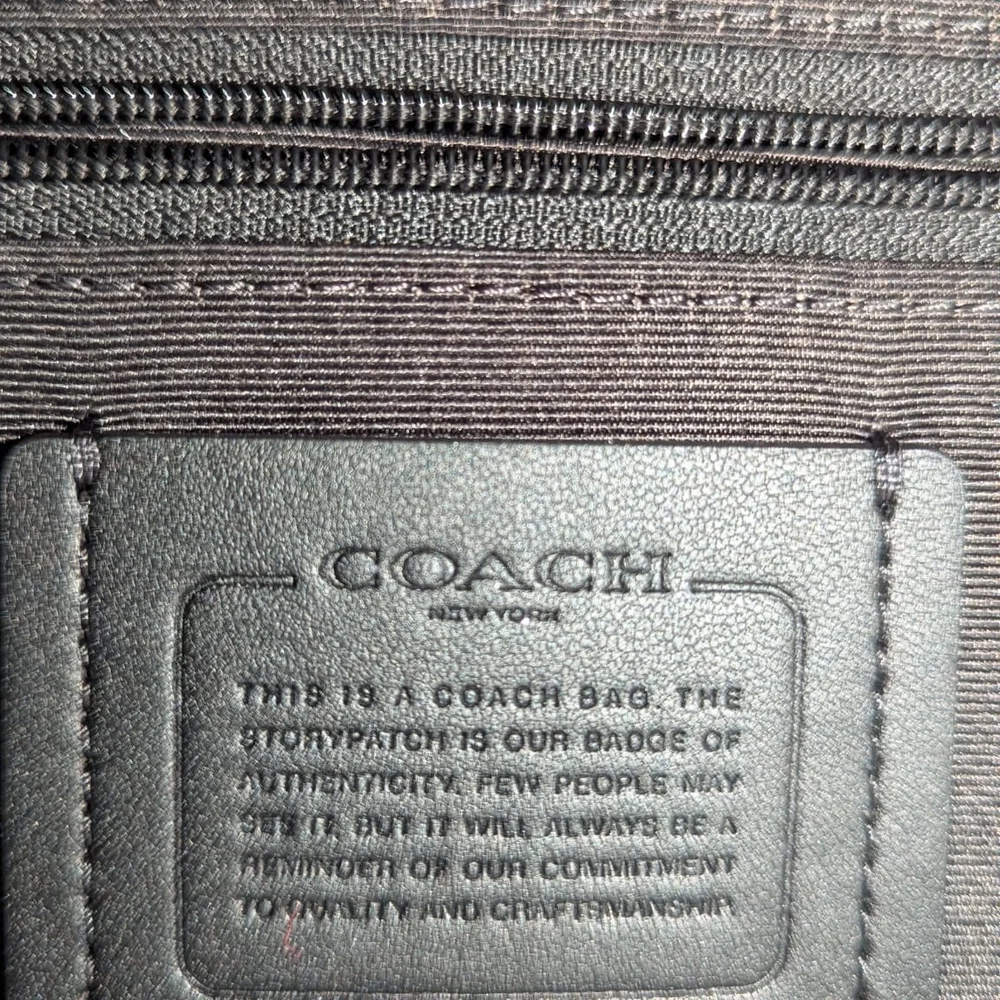 COACH
NEW YORK
THIS IS A COACH BAG. THE
STORYPATCH IS OUR BADGE OF
AUTHENTICITY. FEW PEOPLE MAY
SEE IT, BUT IT WILL ALWAYS BE A
REMINDER OF OUR COMMITMENT
TO QUALITY AND CRAFTSMANSHIP.